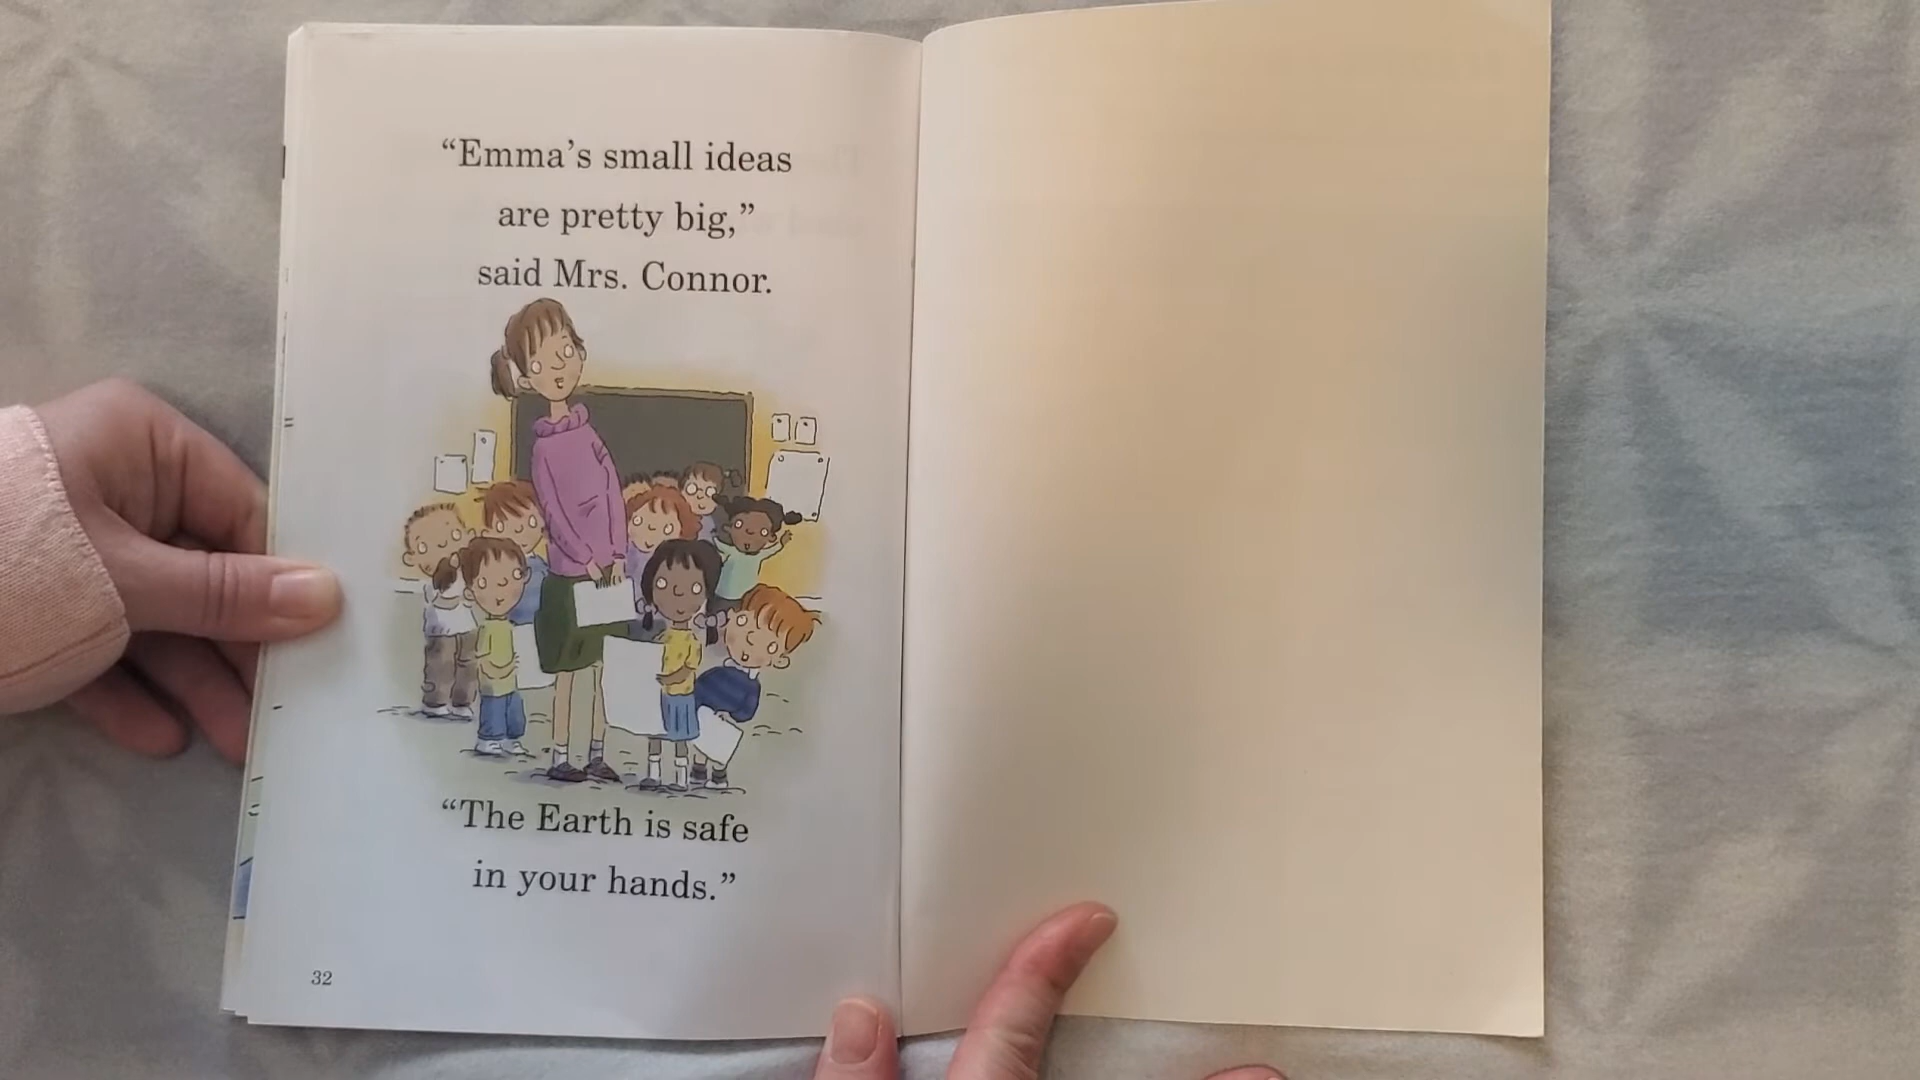 “Emma’s small ideas
are pretty big,”
said Mrs. Connor.
“The Earth is safe
in your hands.”
32